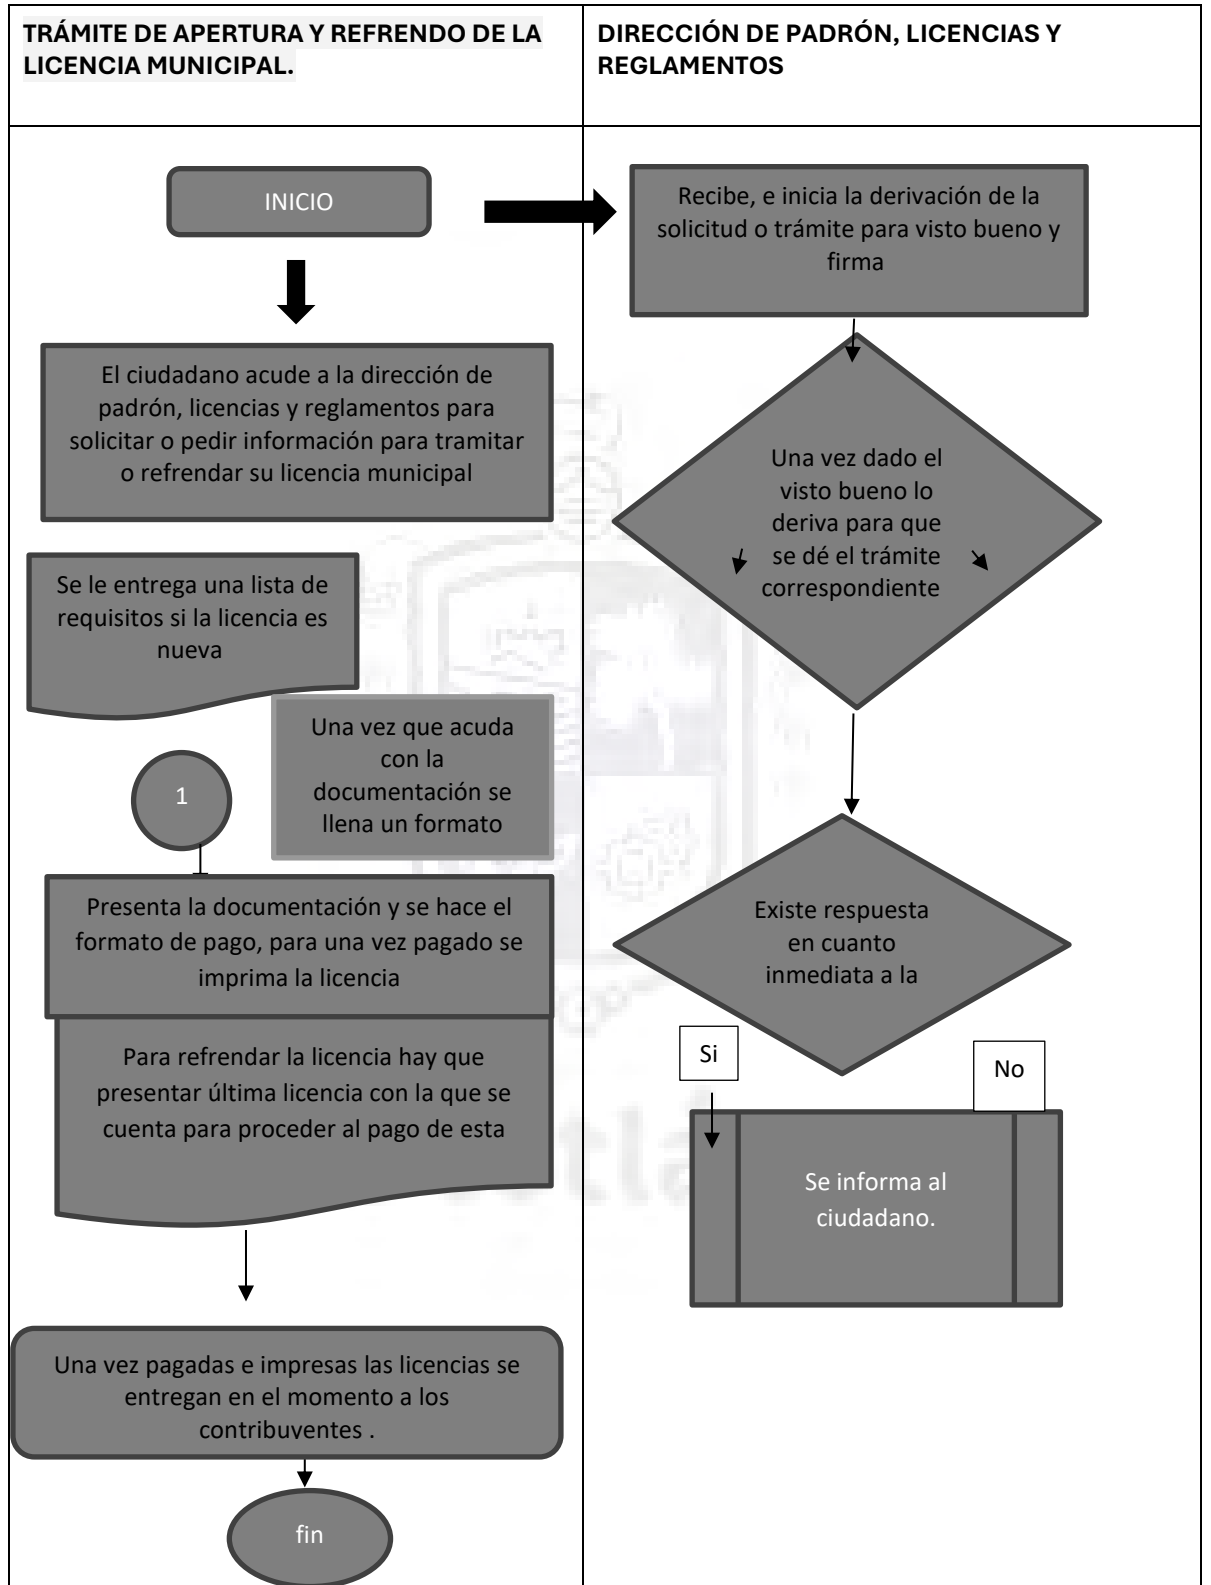 TRÁMITE DE APERTURA Y REFRENDO DE LA
LICENCIA MUNICIPAL.
DIRECCIÓN DE PADRÓN, LICENCIAS Y
REGLAMENTOS
INICIO
El ciudadano acude a la dirección de
padrón, licencias y reglamentos para
solicitar o pedir información para tramitar
o refrendar su licencia municipal
Se le entrega una lista de
requisitos si la licencia es
nueva
Una vez que acuda
con la
documentación se
llena un formato
1
Presenta la documentación y se hace el
formato de pago, para una vez pagado se
imprima la licencia
Para refrendar la licencia hay que
presentar última licencia con la que se
cuenta para proceder al pago de esta
Una vez pagadas e impresas las licencias se
entregan en el momento a los
contribuyentes .
fin
Recibe, e inicia la derivación de la
solicitud o trámite para visto bueno y
firma
Una vez dado el
visto bueno lo
deriva para que
se dé el trámite
correspondiente
Existe respuesta
en cuanto
inmediata a la
Si
No
Se informa al
ciudadano.